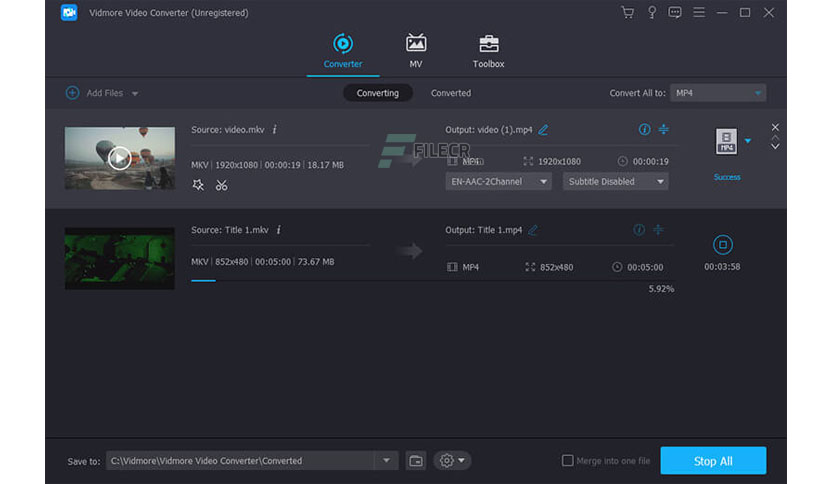 Vidmore Video Converter (Unregistered)
Converter
MV
Toolbox
Add Files
Converting
Converted
Convert All to:
MP4
Source: video.mkv
Output: video (1).mp4
FILECR
MKV 1920x1080 00:00:19 18.17 MB
MP4 1920x1080 00:00:19
MP4
EN-AAC-2Channel
Subtitle Disabled
Success
Source: Title 1.mkv
Output: Title 1.mp4
MKV 852x480 00:05:00 73.67 MB
MP4 852x480 00:05:00
00:03:58
5.92%
Save to: C:\Vidmore\Vidmore Video Converter\Converted
Merge into one file
Stop All